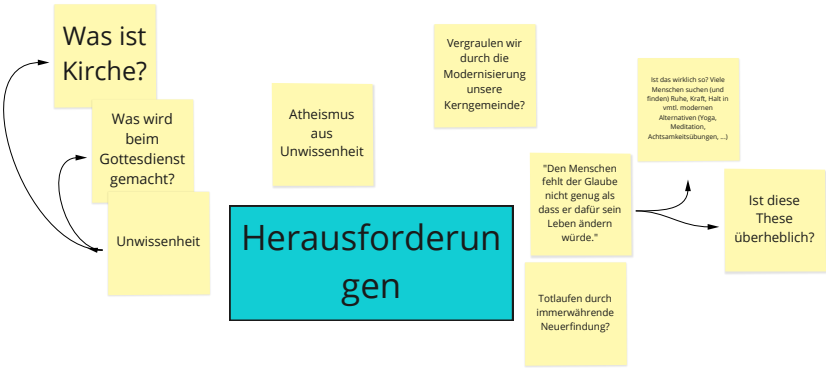 Was ist
Kirche?
Was wird
beim
Gottesdienst
gemacht?
Unwissenheit
Atheismus
aus
Unwissenheit
Vergraulen wir
durch die
Modernisierung
unsere
Kerngemeinde?
Ist das wirklich so? Viele
Menschen suchen (und
finden) Ruhe, Kraft, Halt in
vmtl. modernen
Alternativen (Yoga,
Meditation,
Achtsamkeitsübungen, ...)
"Den Menschen
fehlt der Glaube
nicht genug als
dass er dafür sein
Leben ändern
würde."
Ist diese
These
überheblich?
Herausforderun
gen
Totlaufen durch
immerwährende
Neuerfindung?